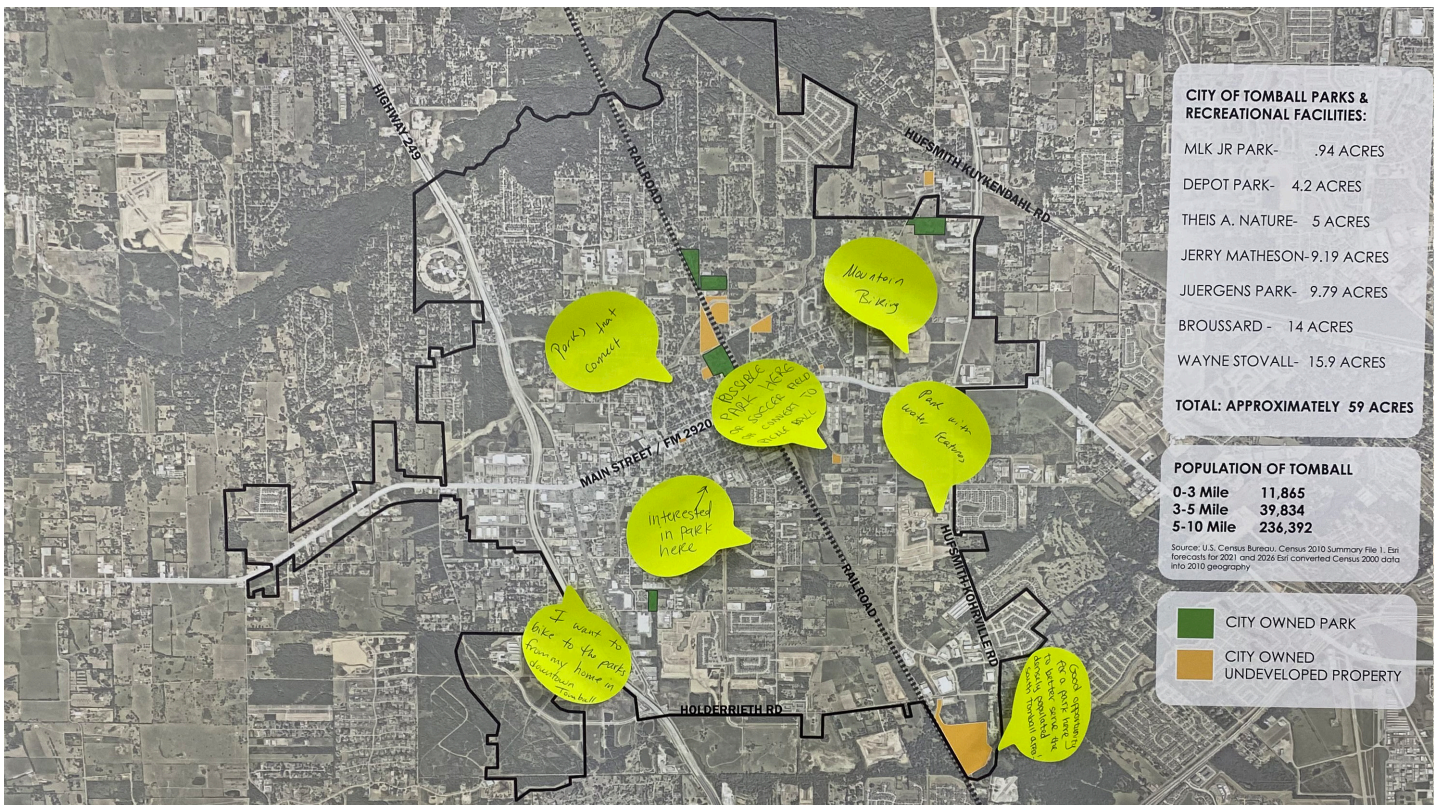 HIGHWAY 249
RAILROAD
HUFSMITH KUYKENDAHL RD
Mountain
Biking
Parks that
connect
POSSIBLE
PARK HERE
OR SOCCER FIELD
OR CONVERT TO
PICKLE BALL
Park with
water features
MAIN STREET / FM 2920
Interested
in park
here
RAILROAD
HUFSMITH-KOHRVILLE RD
I want to
bike to the parks
from my home in
downtown
Tomball
HOLDERRIETH RD
Good opportunity
for a park here
to better serve the
densely populated
south Tomball area!
CITY OF TOMBALL PARKS &
RECREATIONAL FACILITIES:
MLK JR PARK- .94 ACRES
DEPOT PARK- 4.2 ACRES
THEIS A. NATURE- 5 ACRES
JERRY MATHESON-9.19 ACRES
JUERGENS PARK- 9.79 ACRES
BROUSSARD - 14 ACRES
WAYNE STOVALL- 15.9 ACRES
TOTAL: APPROXIMATELY 59 ACRES
POPULATION OF TOMBALL
0-3 Mile 11,865
3-5 Mile 39,834
5-10 Mile 236,392
Source: U.S. Census Bureau. Census 2010 Summary File 1. Esri
forecasts for 2021 and 2026 Esri converted Census 2000 data
into 2010 geography
CITY OWNED PARK
CITY OWNED
UNDEVELOPED PROPERTY